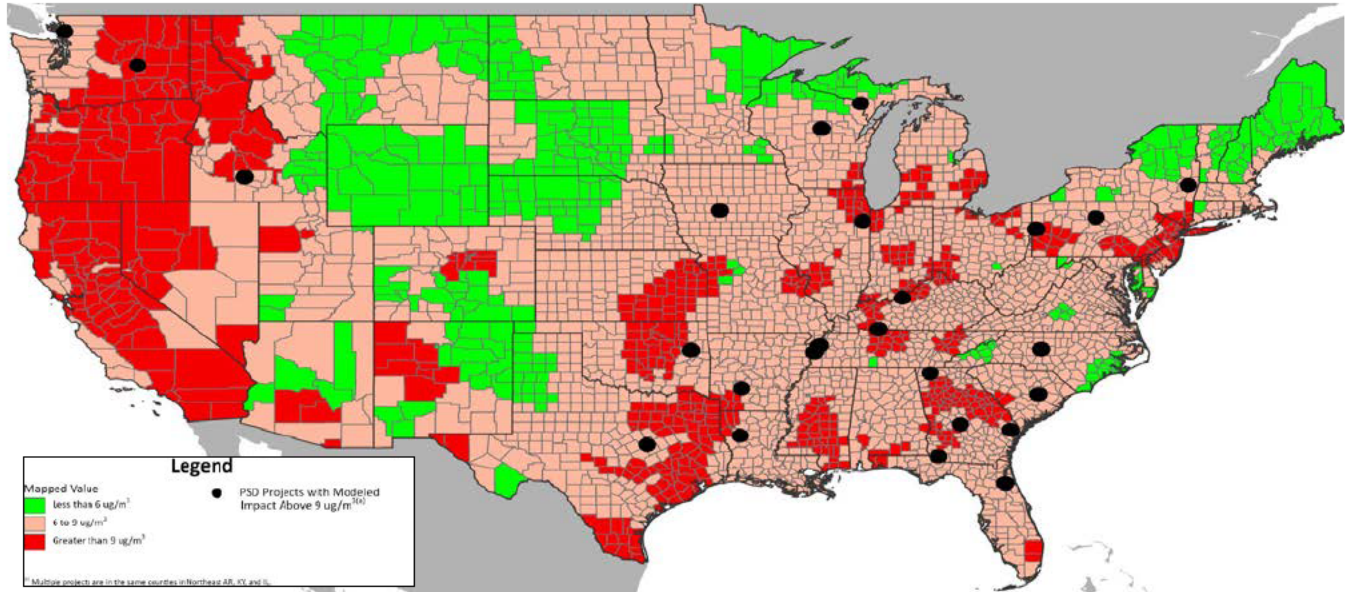 Legend
Mapped Value
Less than 6 ug/m³
6 to 9 ug/m³
Greater than 9 ug/m³
PSD Projects with Modeled
Impact Above 9 ug/m³⁽ᵃ⁾
⁽ᵃ⁾ Multiple projects are in the same counties in Northeast AR, KY, and IL.